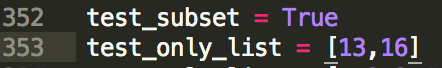 352 test_subset = True
353 test_only_list = [13,16]